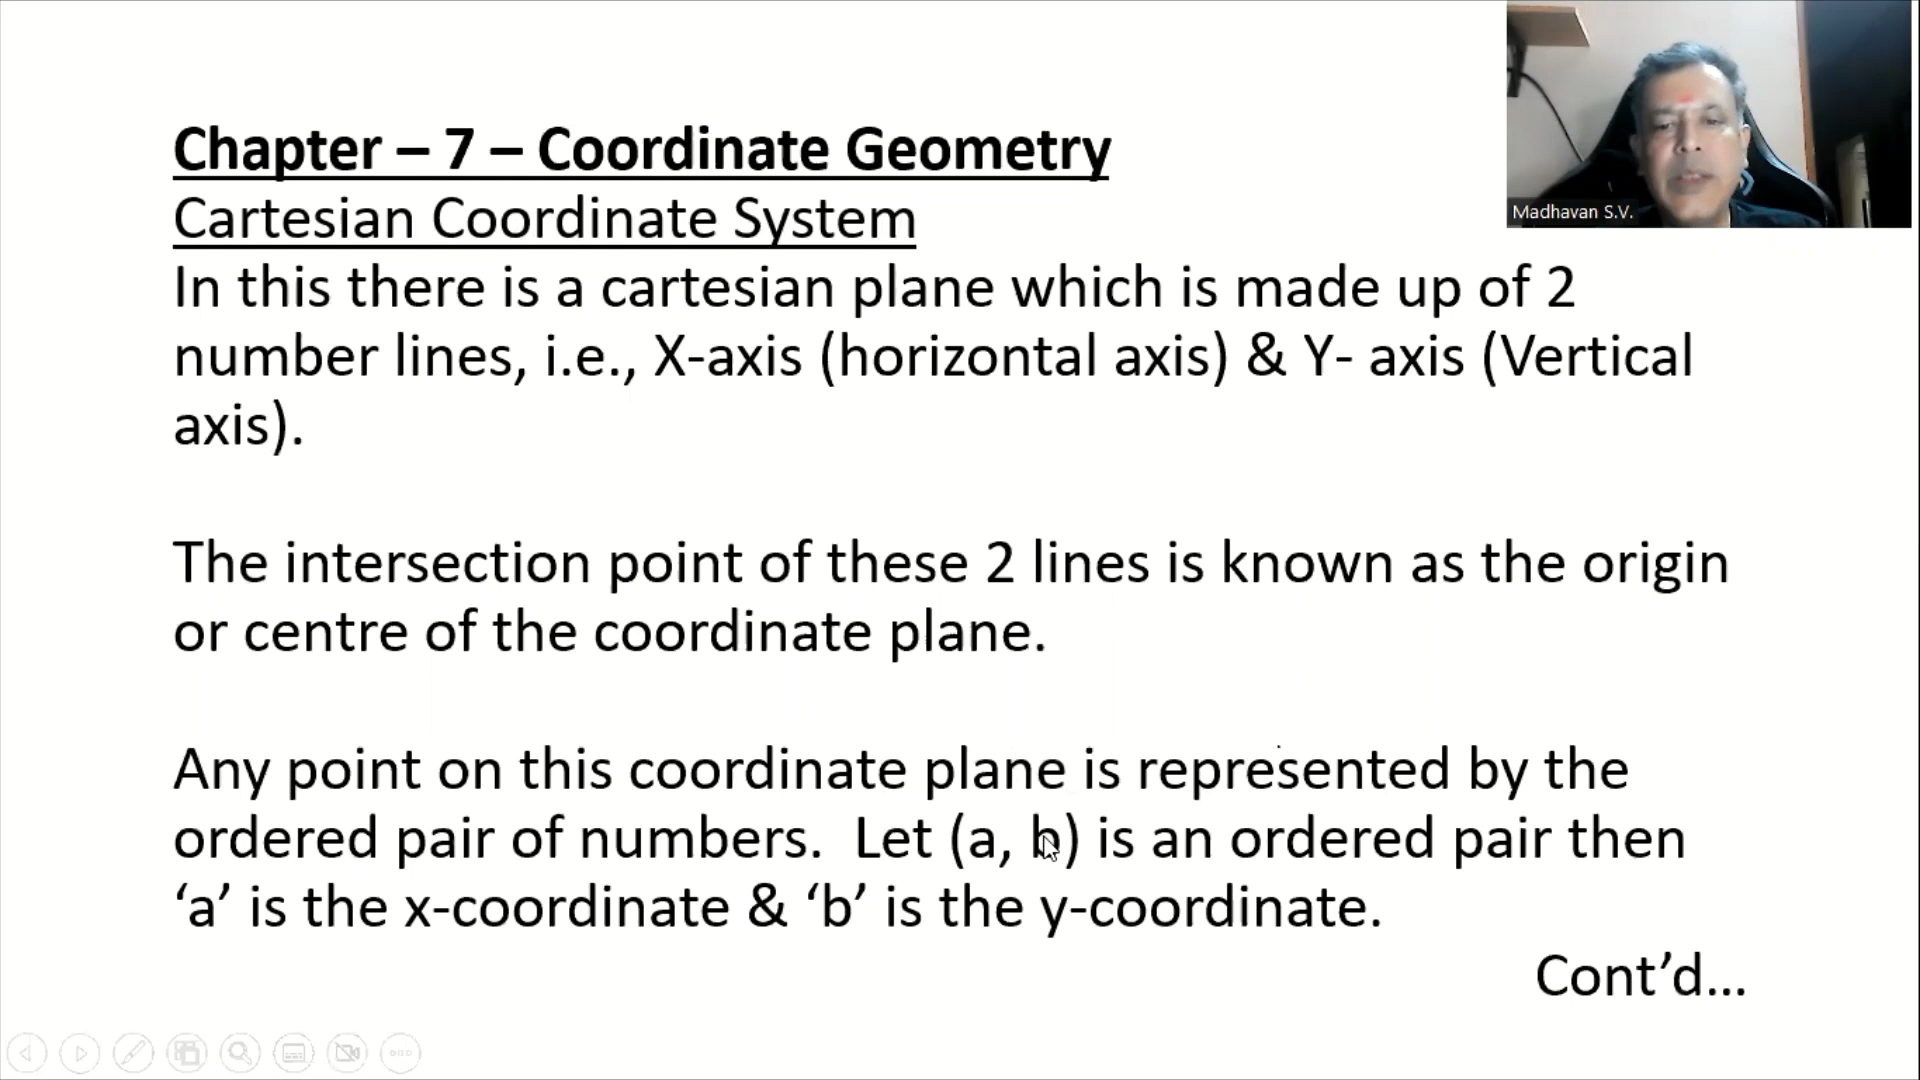 Chapter – 7 – Coordinate Geometry
Cartesian Coordinate System
In this there is a cartesian plane which is made up of 2
number lines, i.e., X-axis (horizontal axis) & Y- axis (Vertical
axis).
The intersection point of these 2 lines is known as the origin
or centre of the coordinate plane.
Any point on this coordinate plane is represented by the
ordered pair of numbers.  Let (a, b) is an ordered pair then
‘a’ is the x-coordinate & ‘b’ is the y-coordinate.
Cont’d...
Madhavan S.V.